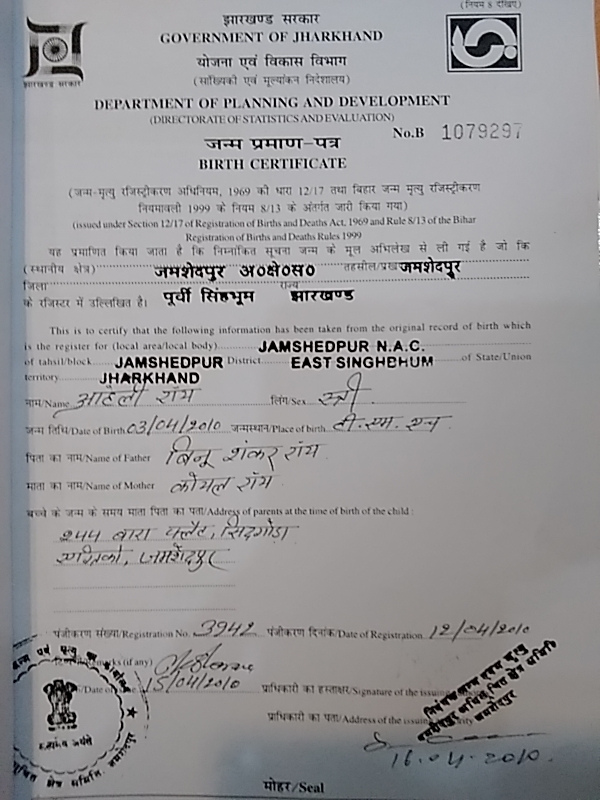 (नियम 8 देखिए)
झारखण्ड सरकार
GOVERNMENT OF JHARKHAND
योजना एवं विकास विभाग
(सांख्यिकी एवं मूल्यांकन निदेशालय)
झारखण्ड सरकार
DEPARTMENT OF PLANNING AND DEVELOPMENT
(DIRECTORATE OF STATISTICS AND EVALUATION)
No.B 1079297
जन्म प्रमाण-पत्र
BIRTH CERTIFICATE
(जन्म-मृत्यु रजिस्ट्रीकरण अधिनियम, 1969 की धारा 12/17 तथा बिहार जन्म मृत्यु रजिस्ट्रीकरण
नियमावली 1999 के नियम 8/13 के अंतर्गत जारी किया गया)
(issued under Section 12/17 of Registration of Births and Deaths Act, 1969 and Rule 8/13 of the Bihar
Registration of Births and Deaths Rules 1999
यह प्रमाणित किया जाता है कि निम्नांकित सूचना जन्म के मूल अभिलेख से ली गई है जो कि
(स्थानीय क्षेत्र) जमशेदपुर अ०क्षे०स० तहसील/प्रखं जमशेदपुर
जिला राज्य
के रजिस्टर में उल्लिखित है। पूर्वी सिंहभूम झारखण्ड
This is to certify that the following information has been taken from the original record of birth which
is the register for (local area/local body) JAMSHEDPUR N.A.C.
of tahsil/block JAMSHEDPUR District EAST SINGHBHUM of State/Union
territory JHARKHAND
नाम/Name आहेली रॉय लिंग/Sex स्त्री
जन्म तिथि/Date of Birth 03/04/2010 जन्मस्थान/Place of birth टी.एम.एच
पिता का नाम/Name of Father बिनू शंकर रॉय
माता का नाम/Name of Mother कोयल रॉय
बच्चे के जन्म के समय माता पिता का पता/Address of parents at the time of birth of the child :
244 बारा फ्लैट, सिदगोड़ा
एग्रिको, जमशेदपुर
पंजीकरण संख्या/Registration No. 3942 पंजीकरण दिनांक/Date of Registration 12/04/2010
(if any)
/Date 15/04/2010 प्राधिकारी का हस्ताक्षर/Signature of the issuing
प्राधिकारी का पता/Address of the issuing
जमशेदपुर
16.04.2010.
मोहर/Seal